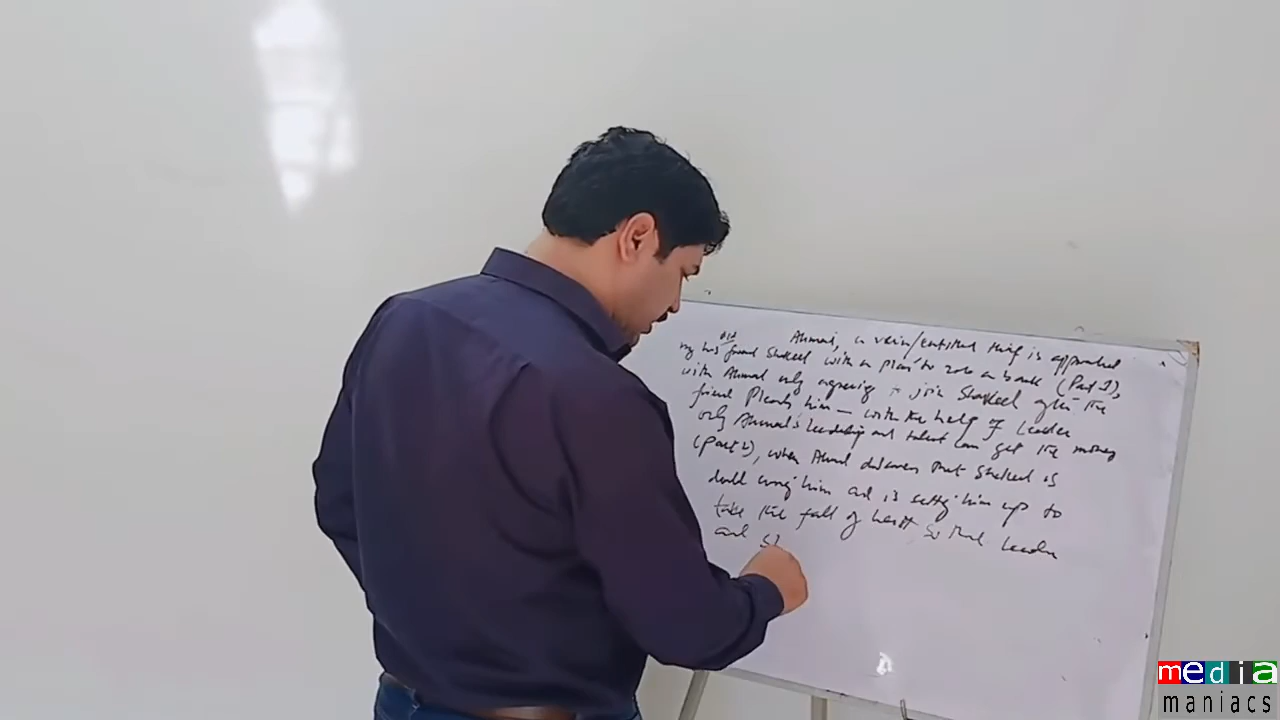 old
Ahmad, a vain/entitled thief is approached
by his friend Shakeel with a plan to rob a bank (Part 1),
with Ahmad only agreeing to join Shakeel after the
friend Pleads him – with the help of Leader
only Ahmad's leadership and talent can get the money
(part 2), when Ahmad discovers that Shakeel is
him and is setting him up to
take the fall of heist so that Leader
and
media
maniacs